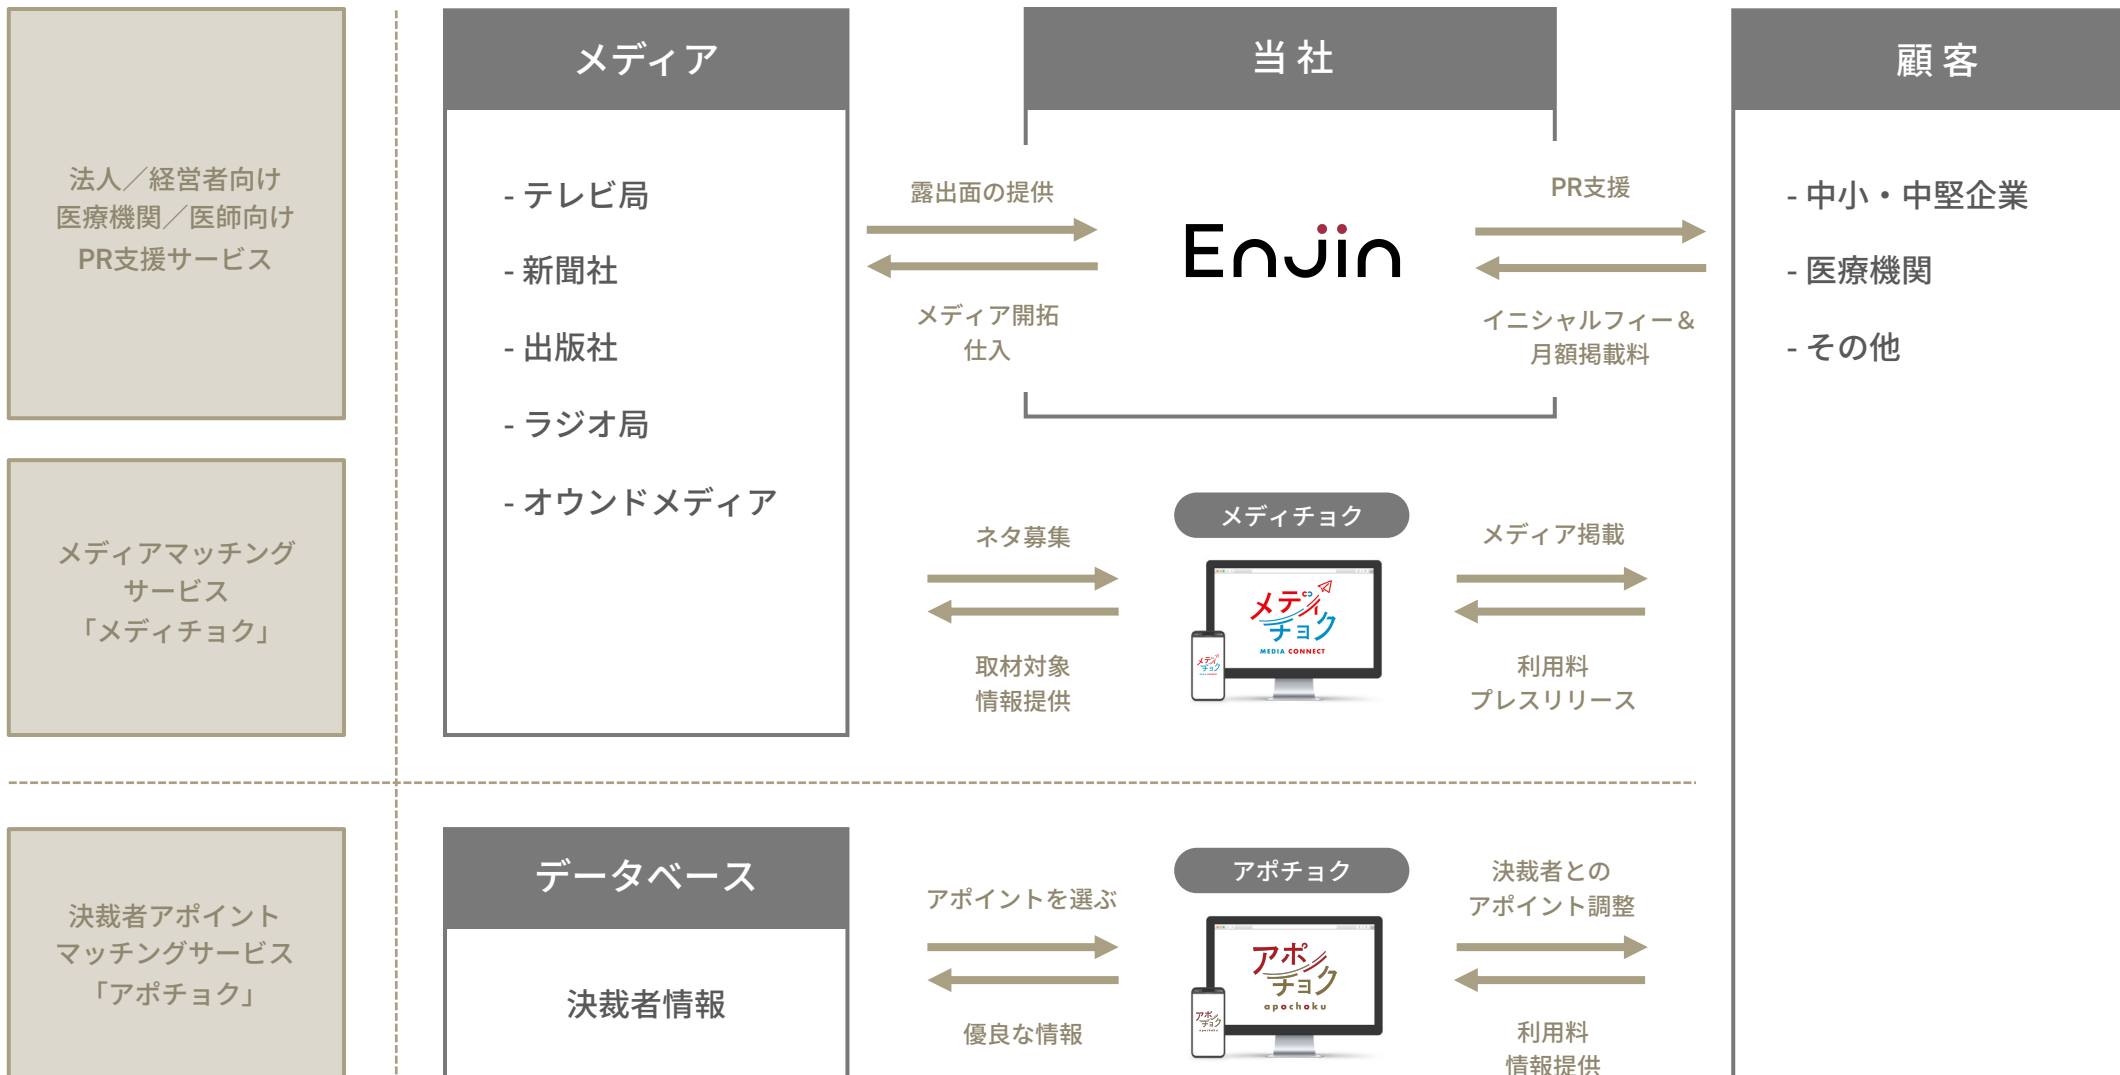 法人／経営者向け
医療機関／医師向け
PR支援サービス
メディア
- テレビ局
- 新聞社
- 出版社
- ラジオ局
- オウンドメディア
露出面の提供
メディア開拓
仕入
当社
Enjin
PR支援
イニシャルフィー＆
月額掲載料
顧客
- 中小・中堅企業
- 医療機関
- その他
メディアマッチング
サービス
「メディチョク」
ネタ募集
取材対象
情報提供
メディチョク
メディチョク
MEDIA CONNECT
メディチョク
メディア掲載
利用料
プレスリリース
決裁者アポイント
マッチングサービス
「アポチョク」
データベース
決裁者情報
アポイントを選ぶ
優良な情報
アポチョク
アポチョク
apochoku
アポチョク
決裁者との
アポイント調整
利用料
情報提供